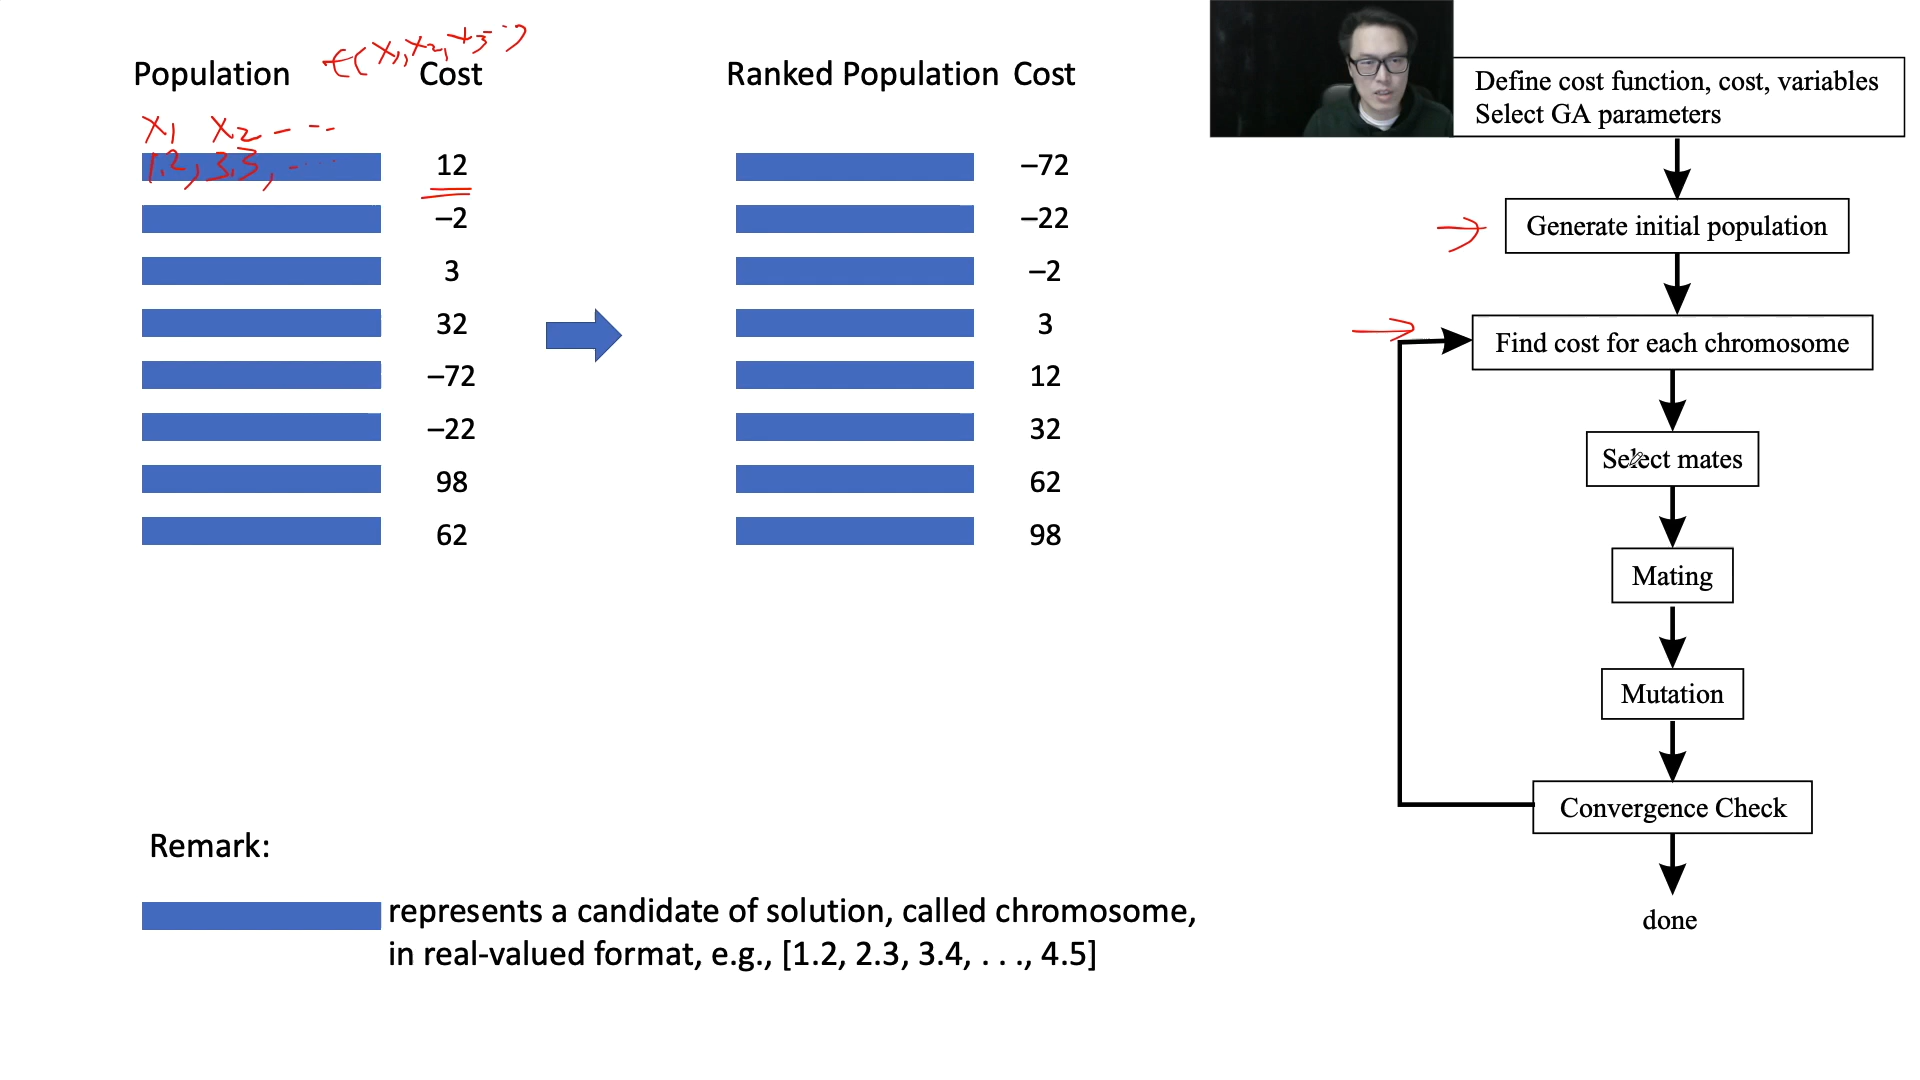 Population
f(x1, x2, x3 ...)
Cost
x1 x2 - - -
1.2, 3.3, - ...
12
–2
3
32
–72
–22
98
62
Ranked Population Cost
–72
–22
–2
3
12
32
62
98
Remark:
represents a candidate of solution, called chromosome,
in real-valued format, e.g., [1.2, 2.3, 3.4, . . ., 4.5]
Define cost function, cost, variables
Select GA parameters
Generate initial population
Find cost for each chromosome
Select mates
Mating
Mutation
Convergence Check
done